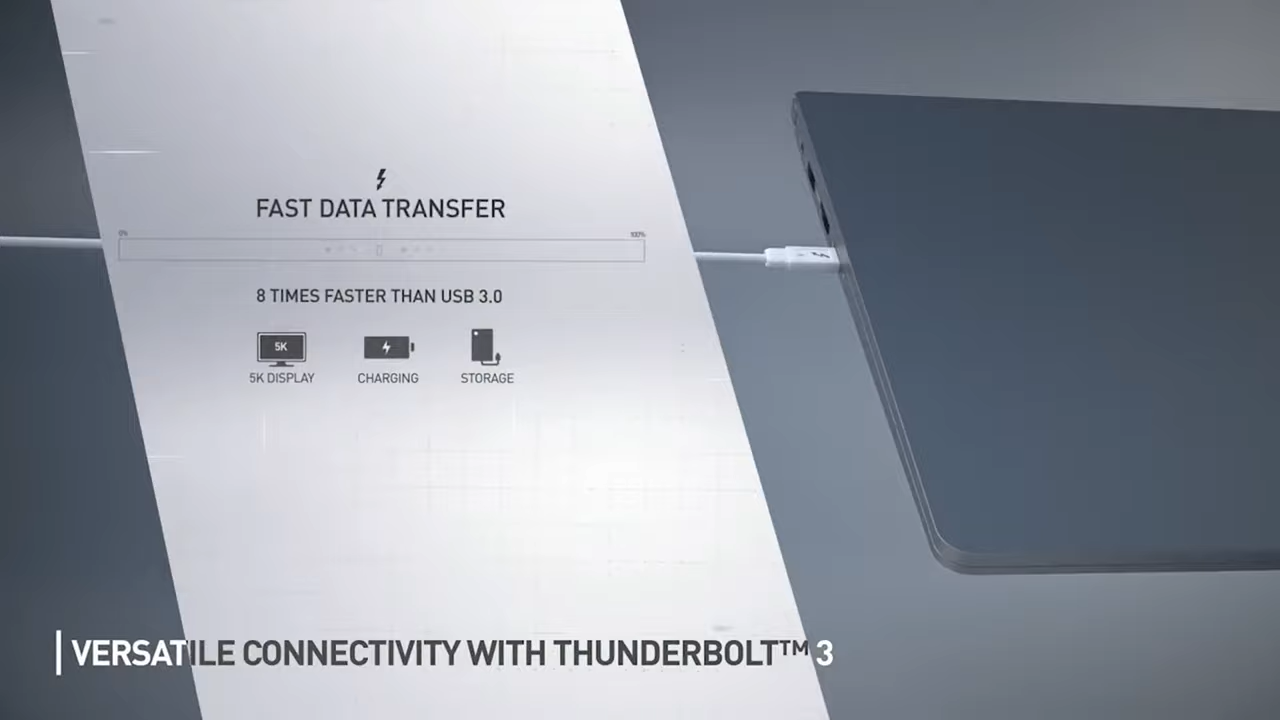 FAST DATA TRANSFER
0% 100%
8 TIMES FASTER THAN USB 3.0
5K
5K DISPLAY CHARGING STORAGE
VERSATILE CONNECTIVITY WITH THUNDERBOLT™ 3